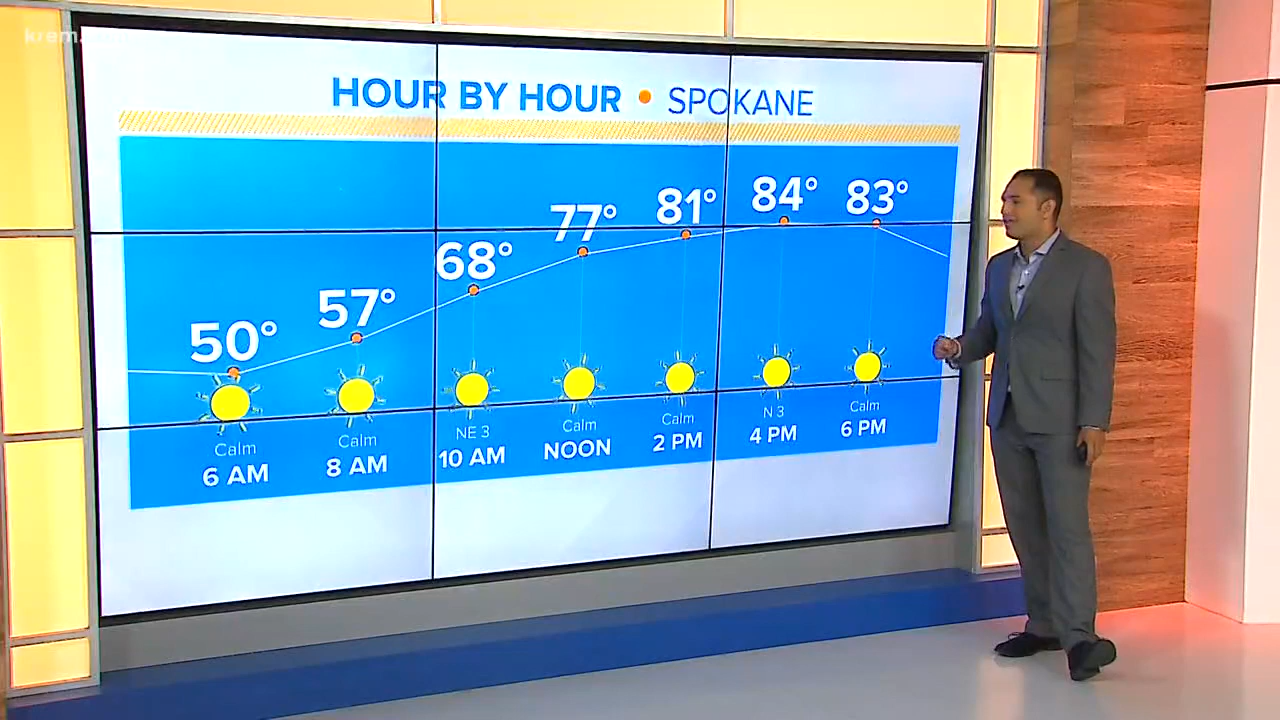 krem
HOUR BY HOUR • SPOKANE
50° 57° 68° 77° 81° 84° 83°
Calm Calm NE 3 Calm Calm N 3 Calm
6 AM 8 AM 10 AM NOON 2 PM 4 PM 6 PM